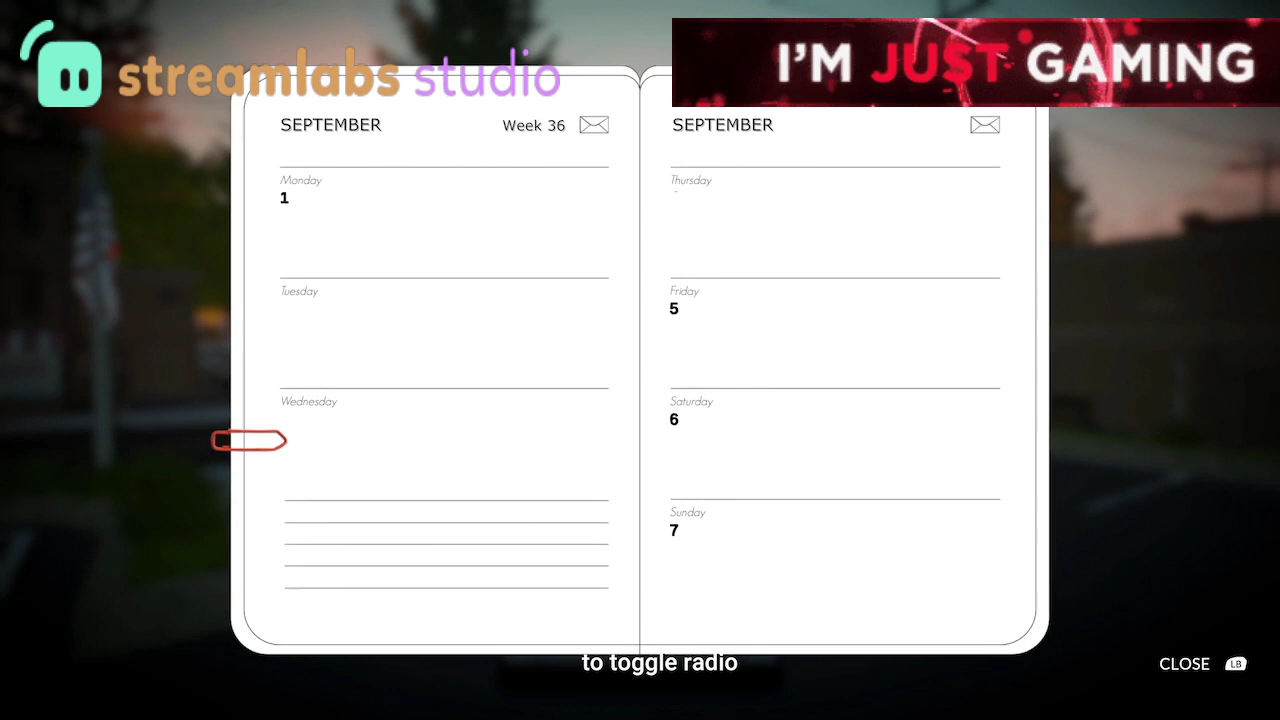 streamlabs studio
I'M JUST GAMING
SEPTEMBER Week 36
Monday
1
Tuesday
Wednesday
SEPTEMBER
Thursday
Friday
5
Saturday
6
Sunday
7
to toggle radio
CLOSE LB